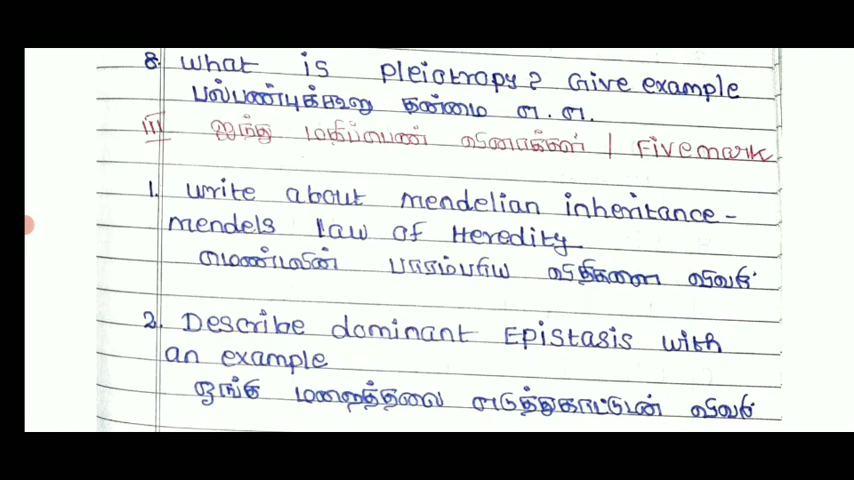 8. What is Pleiotropy? Give example
பல்பண்புக்கூறு தன்மை எ.எ.
III ஐந்து மதிப்பெண் வினாக்கள் / Fivemark
1. Write about mendelian inheritance -
mendels law of Heredity
மெண்டலின் பாரம்பரிய விதிகளை விவரி
2. Describe dominant Epistasis with
an example
ஓங்கு மறைத்தலை எடுத்துகாட்டுடன் விவரி